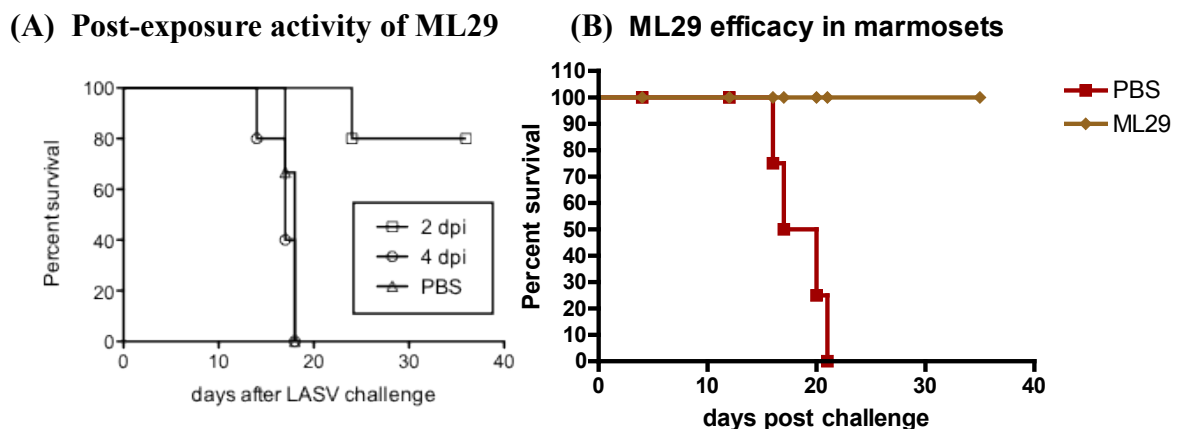 (A) Post-exposure activity of ML29
Percent survival
100
80
60
40
20
0
0 10 20 30 40
days after LASV challenge
2 dpi
4 dpi
PBS
(B) ML29 efficacy in marmosets
Percent survival
110
100
90
80
70
60
50
40
30
20
10
0
0 10 20 30 40
days post challenge
PBS
ML29